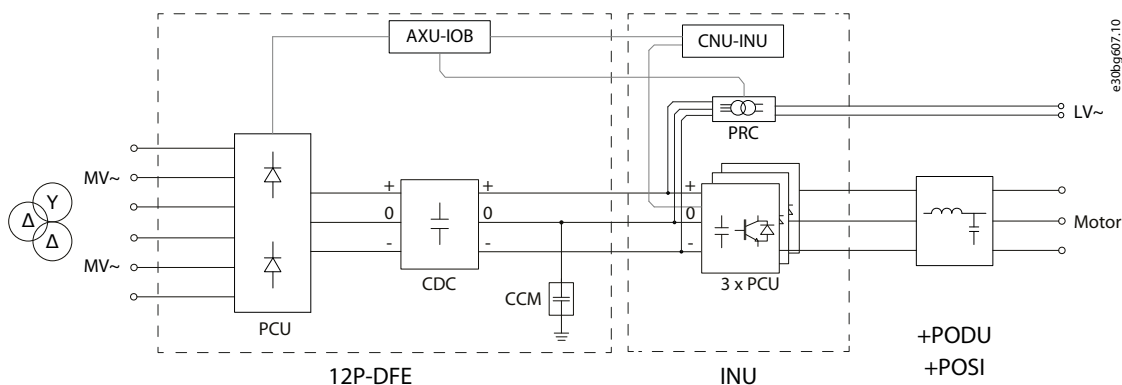 AXU-IOB
CNU-INU
e30bg607.10
PRC
LV~
MV~
MV~
Y
Δ
Δ
PCU
+
0
-
CDC
+
0
-
CCM
+
0
-
3 x PCU
Motor
+PODU
+POSI
12P-DFE
INU